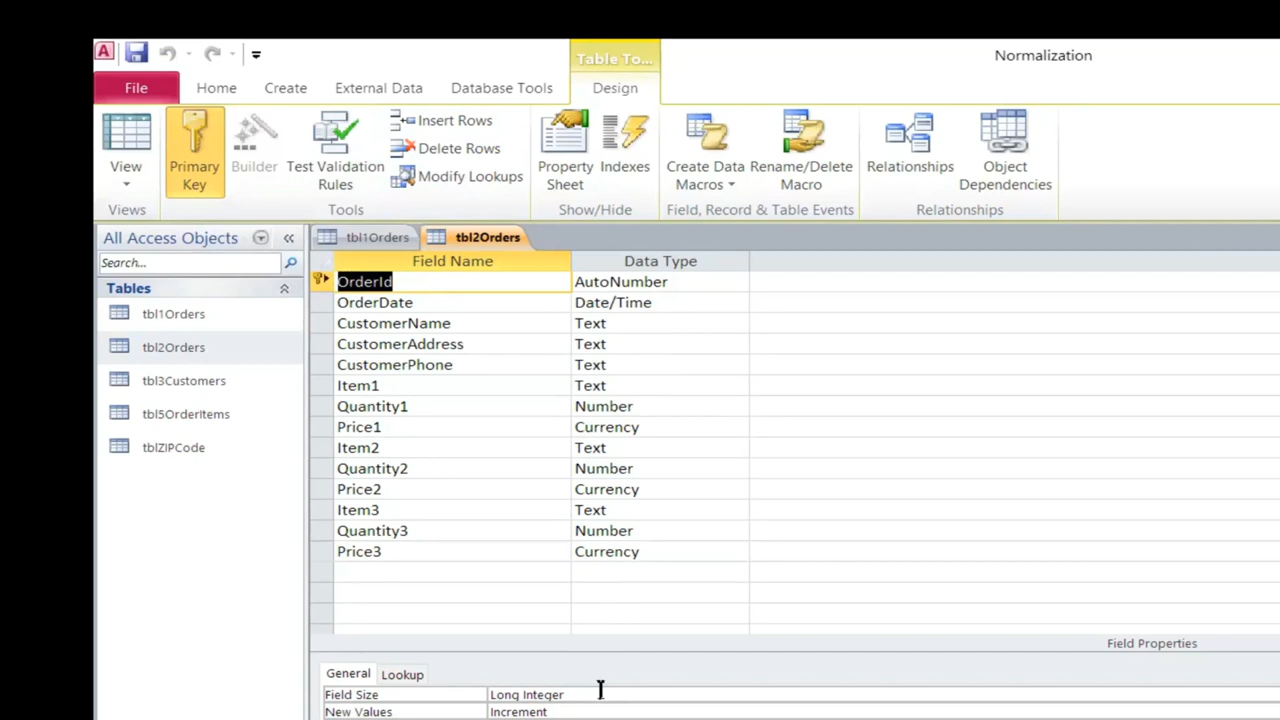 A
Table To...
Normalization
File Home Create External Data Database Tools Design
View
Primary Key
Builder
Test Validation Rules
Insert Rows
Delete Rows
Modify Lookups
Property Sheet
Indexes
Create Data Macros
Rename/Delete Macro
Relationships
Object Dependencies
Views Tools Show/Hide Field, Record & Table Events Relationships
All Access Objects
Search...
Tables
tbl1Orders
tbl2Orders
tbl3Customers
tbl5OrderItems
tblZIPCode
tbl1Orders tbl2Orders
Field Name Data Type
OrderId AutoNumber
OrderDate Date/Time
CustomerName Text
CustomerAddress Text
CustomerPhone Text
Item1 Text
Quantity1 Number
Price1 Currency
Item2 Text
Quantity2 Number
Price2 Currency
Item3 Text
Quantity3 Number
Price3 Currency
Field Properties
General Lookup
Field Size Long Integer
New Values Increment